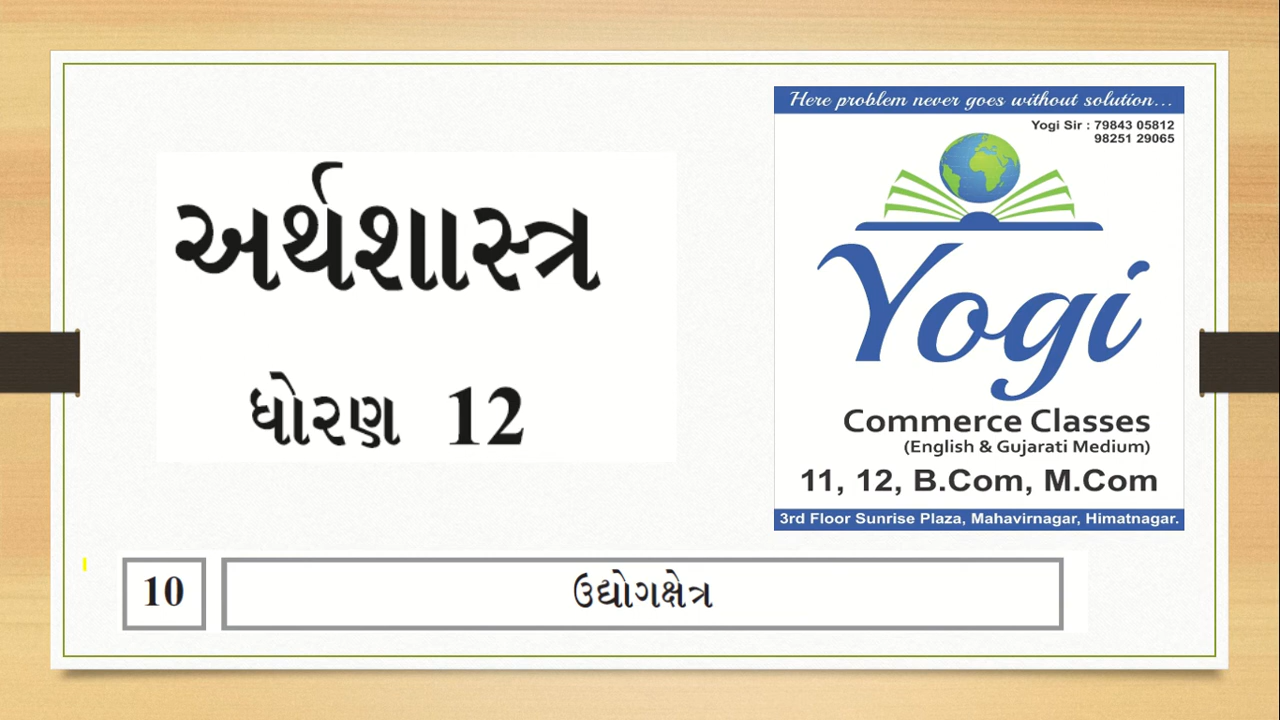 અર્થશાસ્ત્ર
ધોરણ 12
Here problem never goes without solution...
Yogi Sir : 79843 05812
98251 29065
Yogi
Commerce Classes
(English & Gujarati Medium)
11, 12, B.Com, M.Com
3rd Floor Sunrise Plaza, Mahavirnagar, Himatnagar.
10 ઉદ્યોગક્ષેત્ર